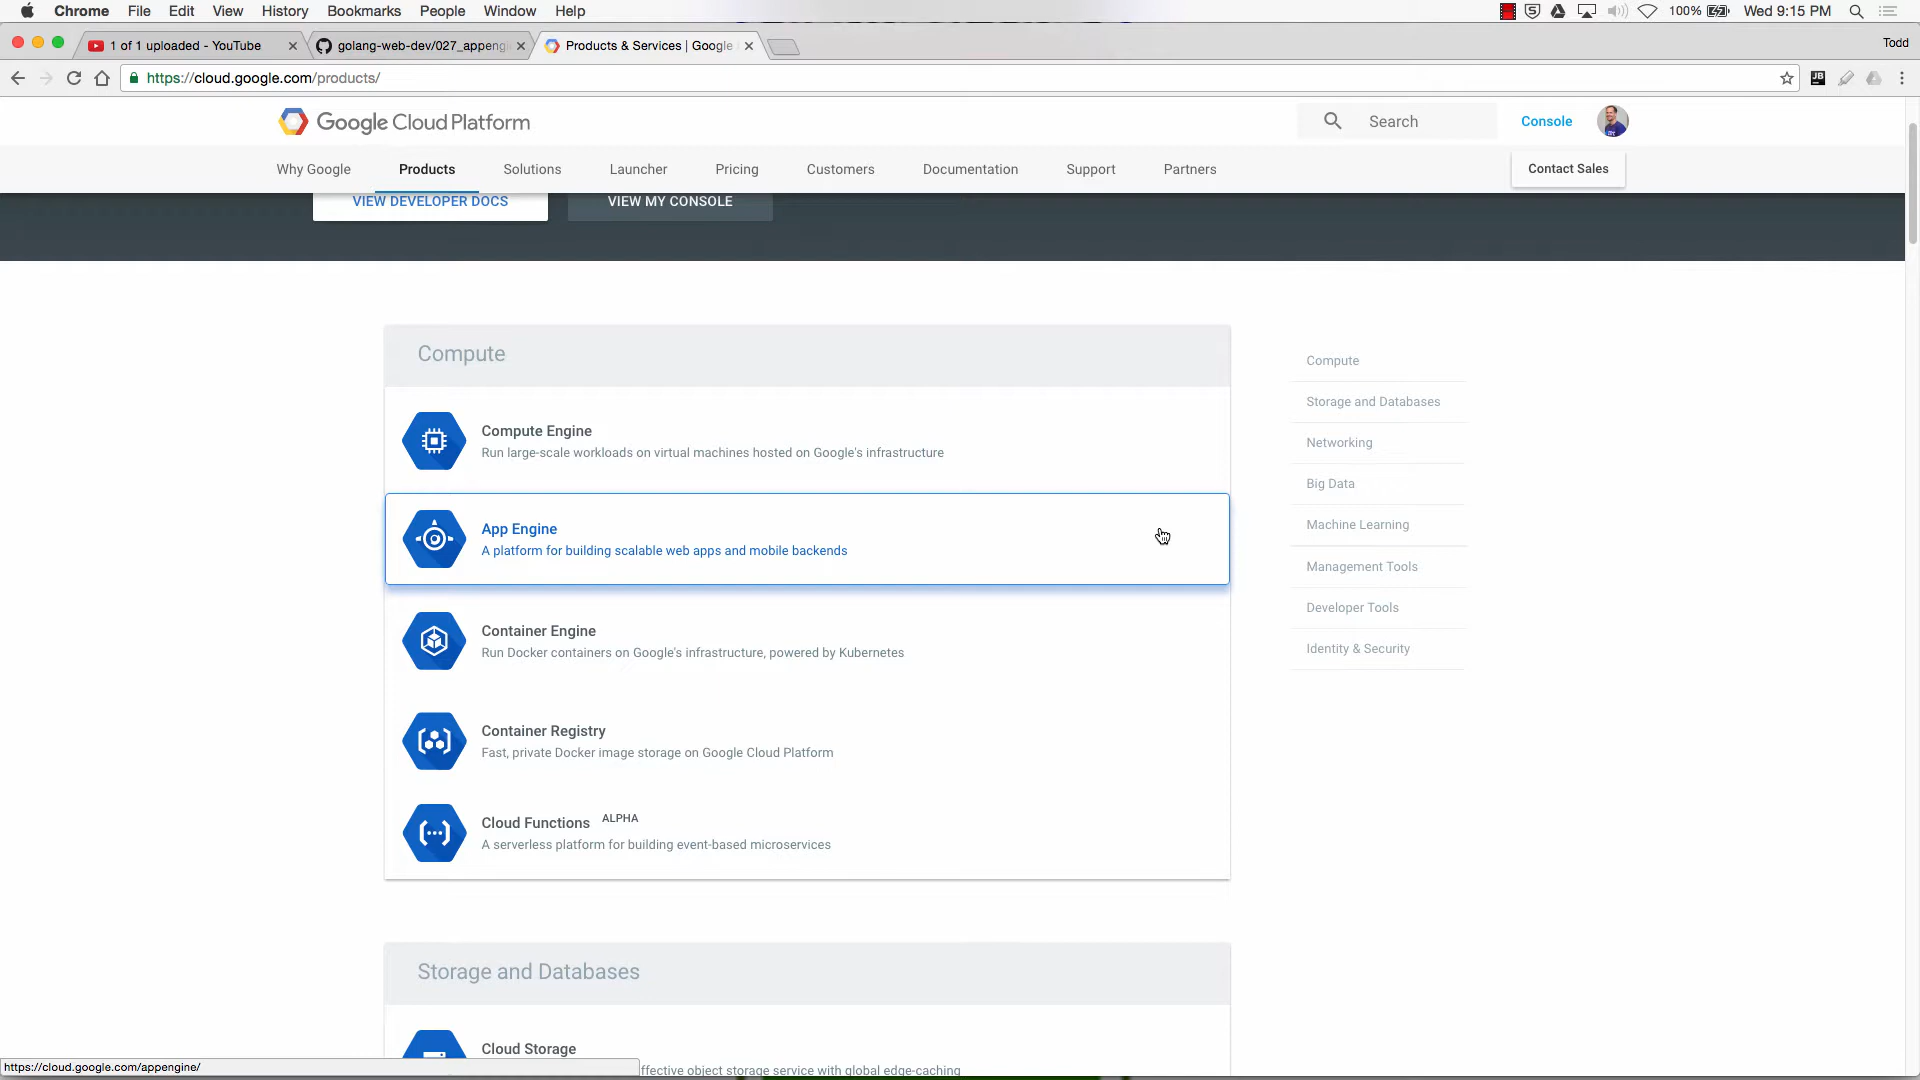 Chrome File Edit View History Bookmarks People Window Help
100% Wed 9:15 PM
1 of 1 uploaded - YouTube
golang-web-dev/027_appengi
Products & Services | Google
Todd
https://cloud.google.com/products/
Google Cloud Platform
Search
Console
Why Google Products Solutions Launcher Pricing Customers Documentation Support Partners
Contact Sales
VIEW DEVELOPER DOCS
VIEW MY CONSOLE
Compute
Compute Engine
Run large-scale workloads on virtual machines hosted on Google's infrastructure
App Engine
A platform for building scalable web apps and mobile backends
Container Engine
Run Docker containers on Google's infrastructure, powered by Kubernetes
Container Registry
Fast, private Docker image storage on Google Cloud Platform
Cloud Functions ALPHA
A serverless platform for building event-based microservices
Compute
Storage and Databases
Networking
Big Data
Machine Learning
Management Tools
Developer Tools
Identity & Security
Storage and Databases
Cloud Storage
effective object storage service with global edge-caching
https://cloud.google.com/appengine/